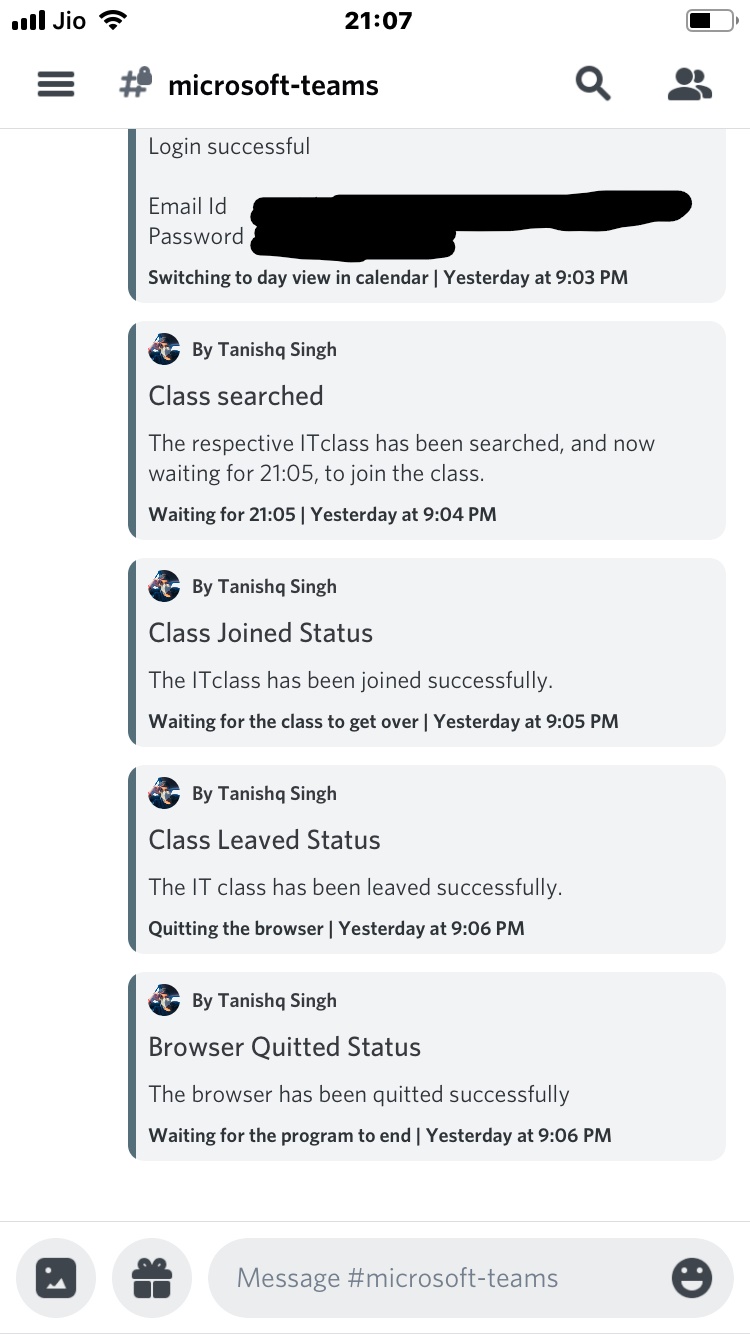 Jio 21:07
microsoft-teams
Login successful
Email Id
Password
Switching to day view in calendar | Yesterday at 9:03 PM
By Tanishq Singh
Class searched
The respective ITclass has been searched, and now
waiting for 21:05, to join the class.
Waiting for 21:05 | Yesterday at 9:04 PM
By Tanishq Singh
Class Joined Status
The ITclass has been joined successfully.
Waiting for the class to get over | Yesterday at 9:05 PM
By Tanishq Singh
Class Leaved Status
The IT class has been leaved successfully.
Quitting the browser | Yesterday at 9:06 PM
By Tanishq Singh
Browser Quitted Status
The browser has been quitted successfully
Waiting for the program to end | Yesterday at 9:06 PM
Message #microsoft-teams